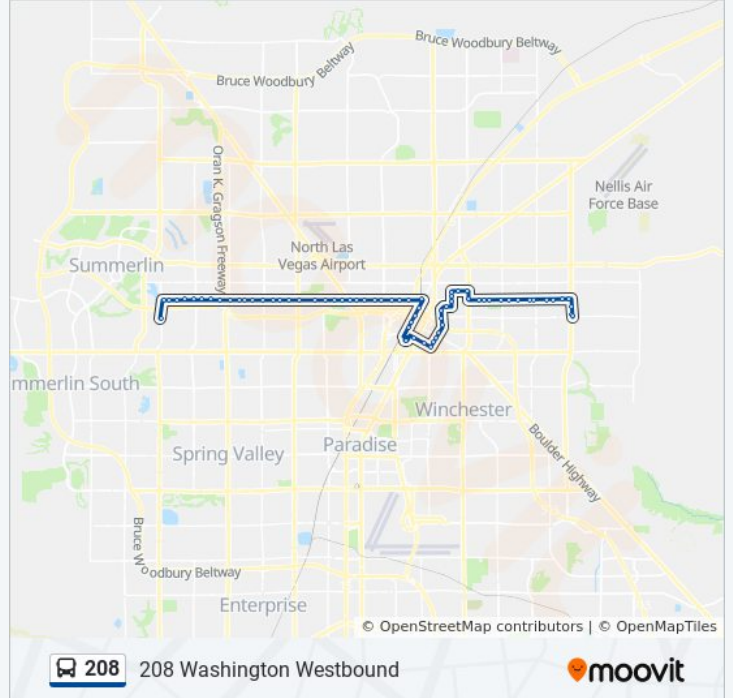 Bruce Woodbury Beltway
Bruce Woodbury Beltway
Oran K. Gragson Freeway
Nellis Air
Force Base
North Las
Vegas Airport
Summerlin
mmerlin South
Winchester
Spring Valley
Paradise
Boulder Highway
Bruce Woodbury Beltway
Enterprise
© OpenStreetMap contributors | © OpenMapTiles
208
208 Washington Westbound
moovit